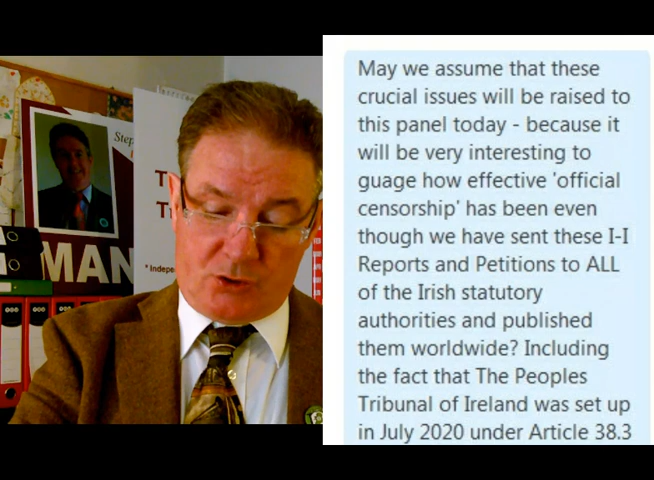 Step
T
T
MAN
* Indepe
May we assume that these
crucial issues will be raised to
this panel today - because it
will be very interesting to
guage how effective 'official
censorship' has been even
though we have sent these I-I
Reports and Petitions to ALL
of the Irish statutory
authorities and published
them worldwide? Including
the fact that The Peoples
Tribunal of Ireland was set up
in July 2020 under Article 38.3